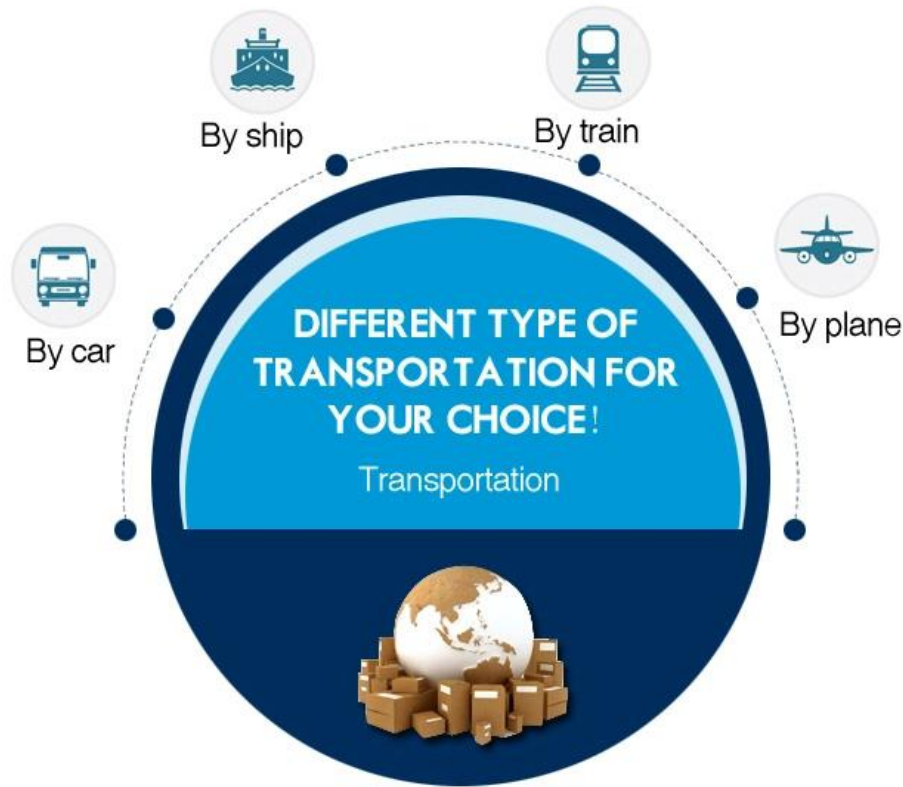 By ship
By train
By car
By plane
DIFFERENT TYPE OF
TRANSPORTATION FOR
YOUR CHOICE!
Transportation